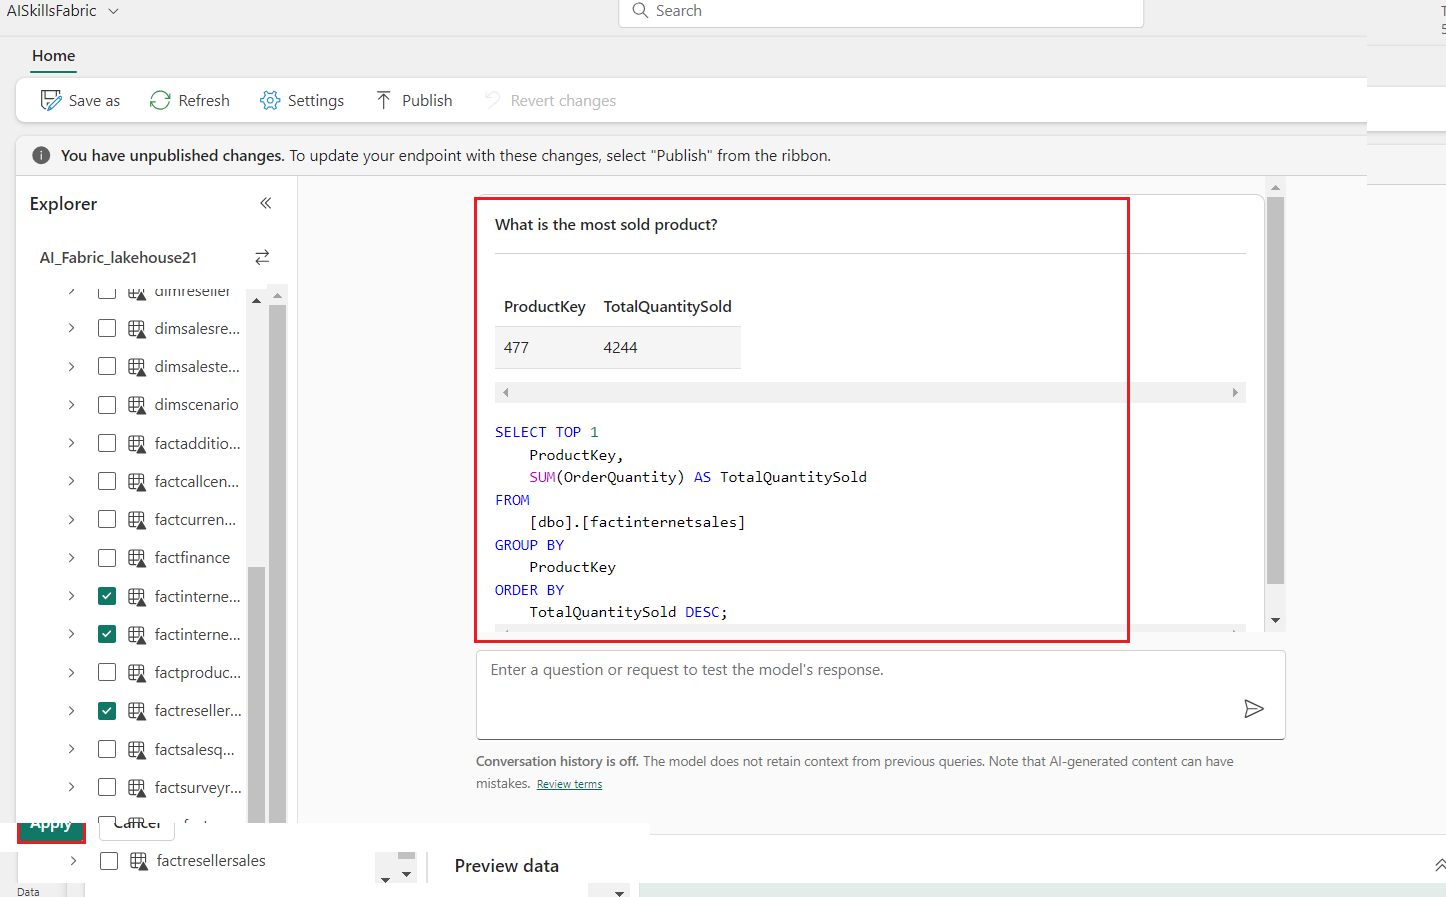 AISkillsFabric
Search
Home
Save as
Refresh
Settings
Publish
Revert changes
You have unpublished changes. To update your endpoint with these changes, select "Publish" from the ribbon.
Explorer
AI_Fabric_lakehouse21
dimreseller
dimsalesre...
dimsaleste...
dimscenario
factadditio...
factcallcen...
factcurren...
factfinance
factinterne...
factinterne...
factproduc...
factreseller...
factsalesq...
factsurveyr...
Apply
Cancel
factresellersales
Data
What is the most sold product?
ProductKey TotalQuantitySold
477 4244
SELECT TOP 1
ProductKey,
SUM(OrderQuantity) AS TotalQuantitySold
FROM
[dbo].[factinternetsales]
GROUP BY
ProductKey
ORDER BY
TotalQuantitySold DESC;
Enter a question or request to test the model's response.
Conversation history is off. The model does not retain context from previous queries. Note that AI-generated content can have
mistakes. Review terms
Preview data